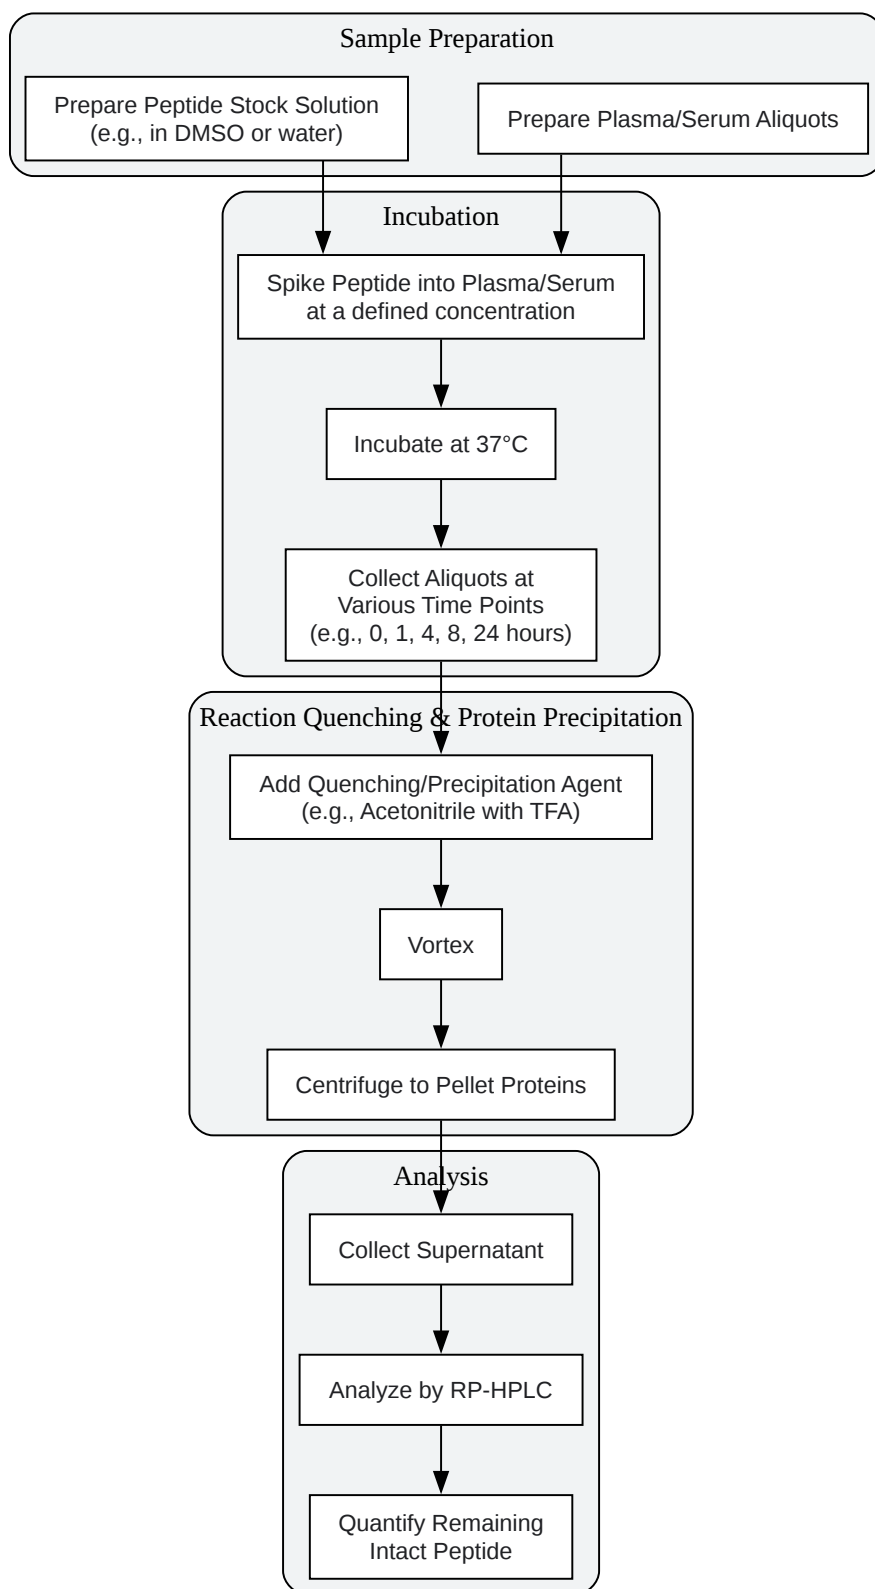 Sample Preparation
Prepare Peptide Stock Solution
(e.g., in DMSO or water)
Prepare Plasma/Serum Aliquots
Incubation
Spike Peptide into Plasma/Serum
at a defined concentration
Incubate at 37°C
Collect Aliquots at
Various Time Points
(e.g., 0, 1, 4, 8, 24 hours)
Reaction Quenching & Protein Precipitation
Add Quenching/Precipitation Agent
(e.g., Acetonitrile with TFA)
Vortex
Centrifuge to Pellet Proteins
Analysis
Collect Supernatant
Analyze by RP-HPLC
Quantify Remaining
Intact Peptide